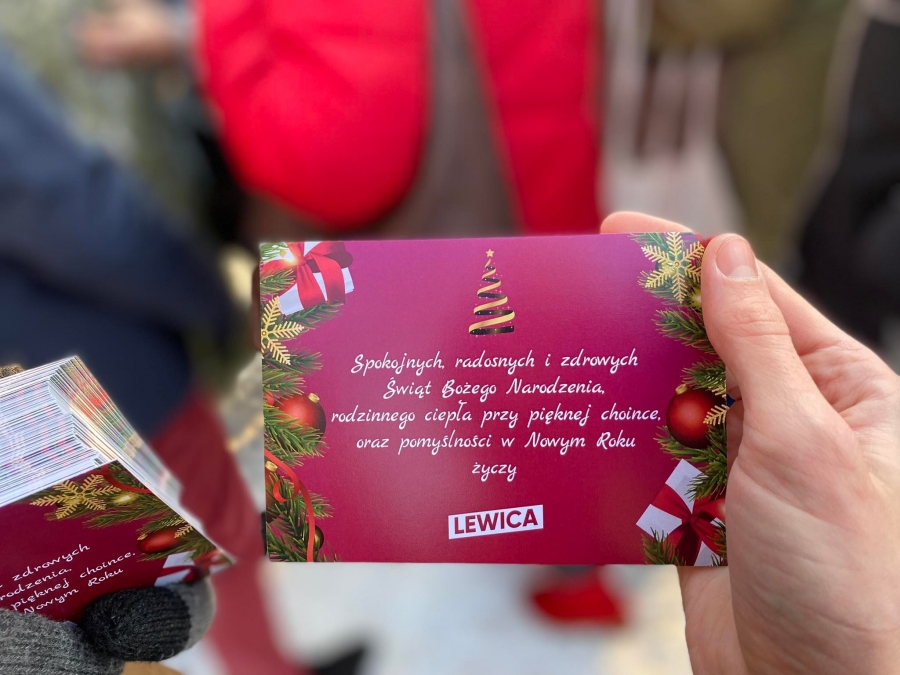 Spokojnych, radosnych i zdrowych
Świąt Bożego Narodzenia,
rodzinnego ciepła przy pięknej choince,
oraz pomyślności w Nowym Roku
życzy
LEWICA
zdrowych
rodzenia
pięknej choince,
Nowym Roku